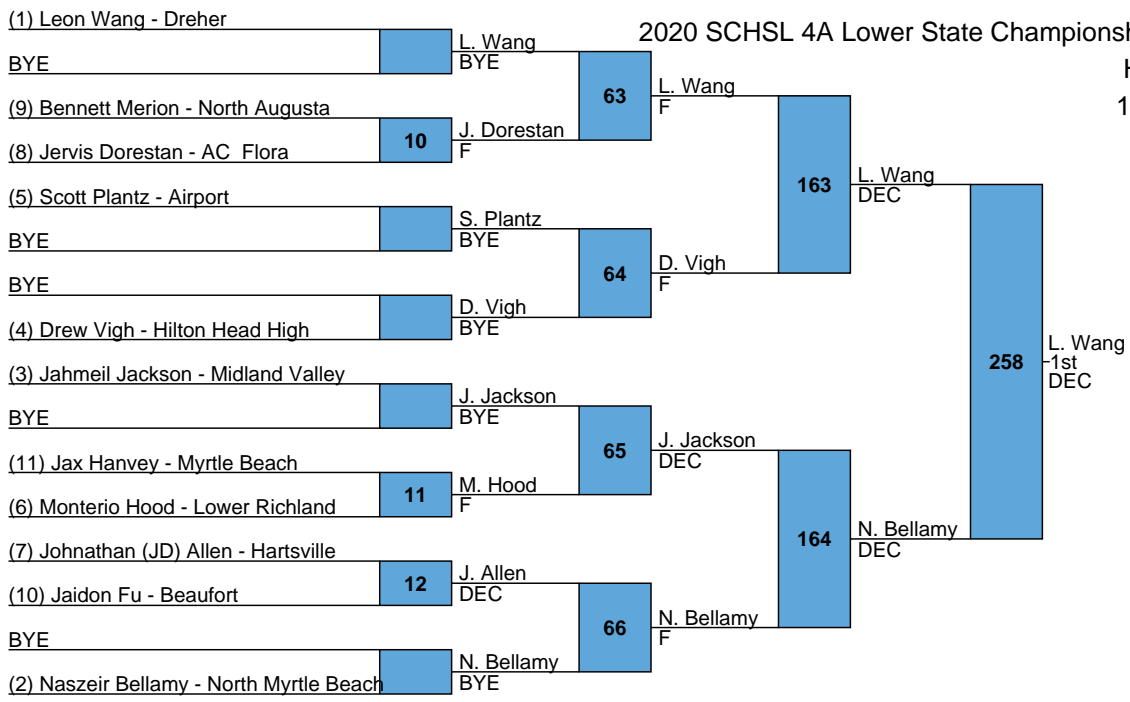 2020 SCHSL 4A Lower State Champions
(1) Leon Wang - Dreher
BYE
(9) Bennett Merion - North Augusta
(8) Jervis Dorestan - AC  Flora
(5) Scott Plantz - Airport
BYE
BYE
(4) Drew Vigh - Hilton Head High
(3) Jahmeil Jackson - Midland Valley
BYE
(11) Jax Hanvey - Myrtle Beach
(6) Monterio Hood - Lower Richland
(7) Johnathan (JD) Allen - Hartsville
(10) Jaidon Fu - Beaufort
BYE
(2) Naszeir Bellamy - North Myrtle Beach
10
11
12
L. Wang
BYE
J. Dorestan
F
S. Plantz
BYE
D. Vigh
BYE
J. Jackson
BYE
M. Hood
F
J. Allen
DEC
N. Bellamy
BYE
63
64
65
66
L. Wang
F
D. Vigh
F
J. Jackson
DEC
N. Bellamy
F
163
164
L. Wang
DEC
N. Bellamy
DEC
258
L. Wang
1st
DEC
1